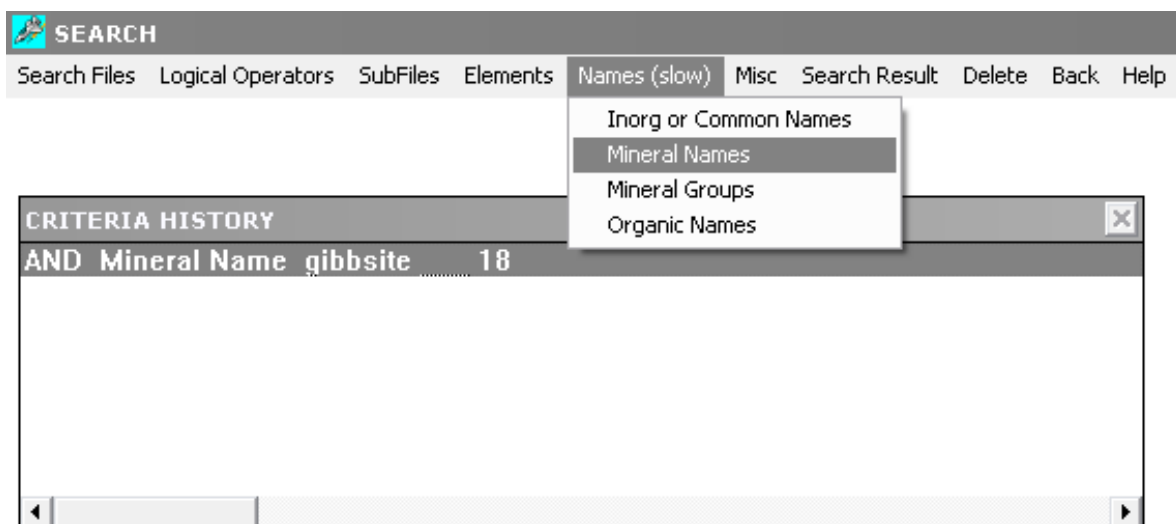 SEARCH
Search Files Logical Operators SubFiles Elements Names (slow) Misc Search Result Delete Back Help
Inorg or Common Names
Mineral Names
Mineral Groups
Organic Names
CRITERIA HISTORY
AND Mineral Name gibbsite ____ 18